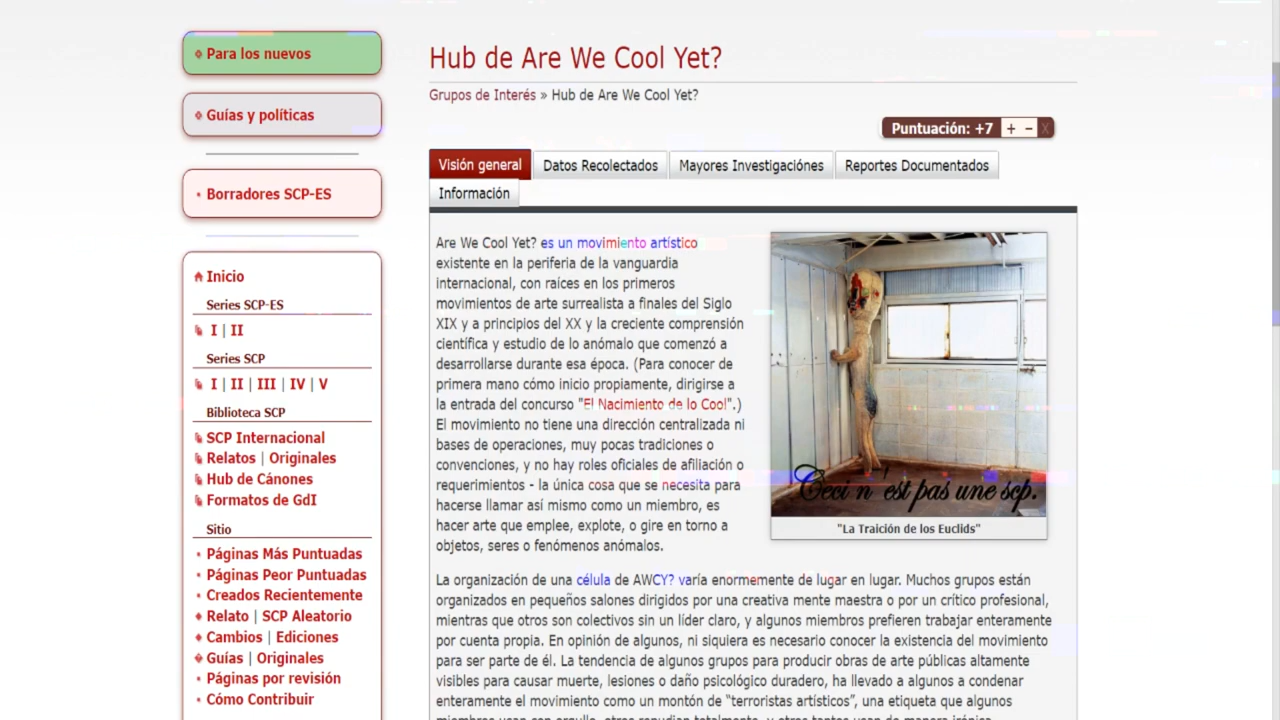 Para los nuevos
Guías y políticas
Borradores SCP-ES
Inicio
Series SCP-ES
I | II
Series SCP
I | II | III | IV | V
Biblioteca SCP
SCP Internacional
Relatos | Originales
Hub de Cánones
Formatos de GdI
Sitio
Páginas Más Puntuadas
Páginas Peor Puntuadas
Creados Recientemente
Relato | SCP Aleatorio
Cambios | Ediciones
Guías | Originales
Páginas por revisión
Cómo Contribuir
Hub de Are We Cool Yet?
Grupos de Interés » Hub de Are We Cool Yet?
Puntuación: +7 + – X
Visión general
Datos Recolectados
Mayores Investigaciónes
Reportes Documentados
Información
Are We Cool Yet? es un movimiento artístico
existente en la periferia de la vanguardia
internacional, con raíces en los primeros
movimientos de arte surrealista a finales del Siglo
XIX y a principios del XX y la creciente comprensión
científica y estudio de lo anómalo que comenzó a
desarrollarse durante esa época. (Para conocer de
primera mano cómo inicio propiamente, dirigirse a
la entrada del concurso "El Nacimiento de lo Cool".)
El movimiento no tiene una dirección centralizada ni
bases de operaciones, muy pocas tradiciones o
convenciones, y no hay roles oficiales de afiliación o
requerimientos - la única cosa que se necesita para
hacerse llamar así mismo como un miembro, es
hacer arte que emplee, explote, o gire en torno a
objetos, seres o fenómenos anómalos.
Ceci n'est pas une scp.
"La Traición de los Euclids"
La organización de una célula de AWCY? varía enormemente de lugar en lugar. Muchos grupos están
organizados en pequeños salones dirigidos por una creativa mente maestra o por un crítico profesional,
mientras que otros son colectivos sin un líder claro, y algunos miembros prefieren trabajar enteramente
por cuenta propia. En opinión de algunos, ni siquiera es necesario conocer la existencia del movimiento
para ser parte de él. La tendencia de algunos grupos para producir obras de arte públicas altamente
visibles para causar muerte, lesiones o daño psicológico duradero, ha llevado a algunos a condenar
enteramente el movimiento como un montón de “terroristas artísticos”, una etiqueta que algunos
miembros usan con orgullo, otros repudian totalmente, y otros tantos usan de manera irónica.